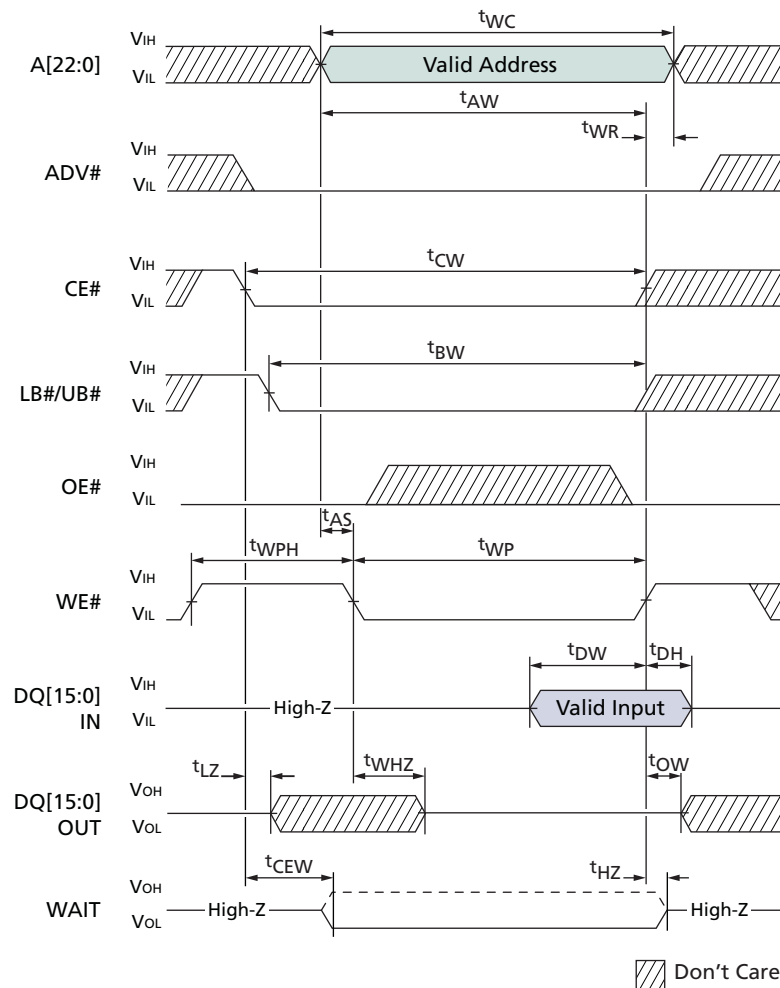 tWC
VIH
A[22:0] Valid Address
VIL
tAW
tWR
VIH
ADV#
VIL
tCW
VIH
CE#
VIL
tBW
VIH
LB#/UB#
VIL
VIH
OE#
VIL
tAS
tWPH tWP
VIH
WE#
VIL
tDW tDH
VIH
DQ[15:0] High-Z Valid Input
IN VIL
tLZ tWHZ tOW
VOH
DQ[15:0]
OUT VOL
tCEW tHZ
VOH
WAIT High-Z High-Z
VOL
Don't Care